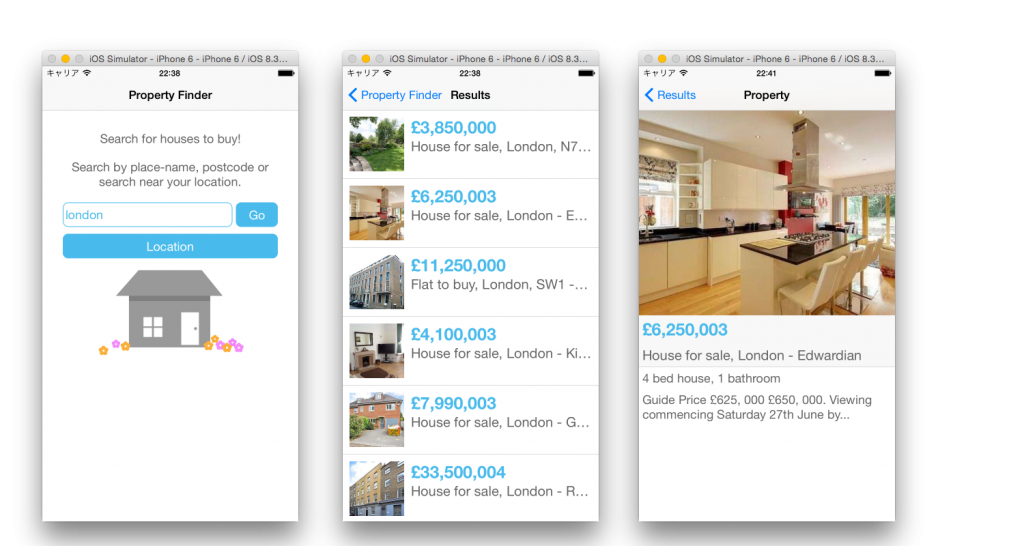 iOS Simulator - iPhone 6 - iPhone 6 / iOS 8.3...
キャリア 22:38
Property Finder
Search for houses to buy!
Search by place-name, postcode or
search near your location.
london Go
Location
iOS Simulator - iPhone 6 - iPhone 6 / iOS 8.3...
キャリア 22:38
Property Finder Results
£3,850,000
House for sale, London, N7...
£6,250,003
House for sale, London - E...
£11,250,000
Flat to buy, London, SW1 -...
£4,100,003
House for sale, London - Ki...
£7,990,003
House for sale, London - G...
£33,500,004
House for sale, London - R...
iOS Simulator - iPhone 6 - iPhone 6 / iOS 8.3...
キャリア 22:41
Results Property
£6,250,003
House for sale, London - Edwardian
4 bed house, 1 bathroom
Guide Price £625, 000 £650, 000. Viewing
commencing Saturday 27th June by...